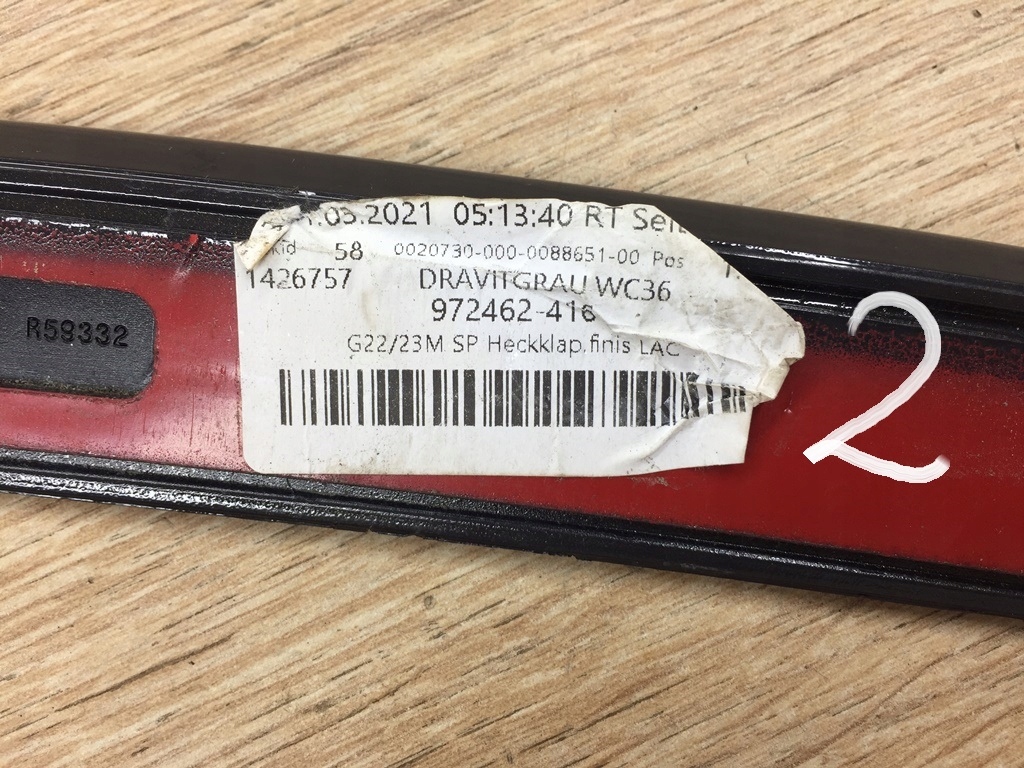 .03.2021 05:13:40 RT
58 0020730-000-0088651-00 Pos
1426757 DRAVITGRAU WC36
972462-416
G22/23M SP Heckklap.finis LAC
R59332
2